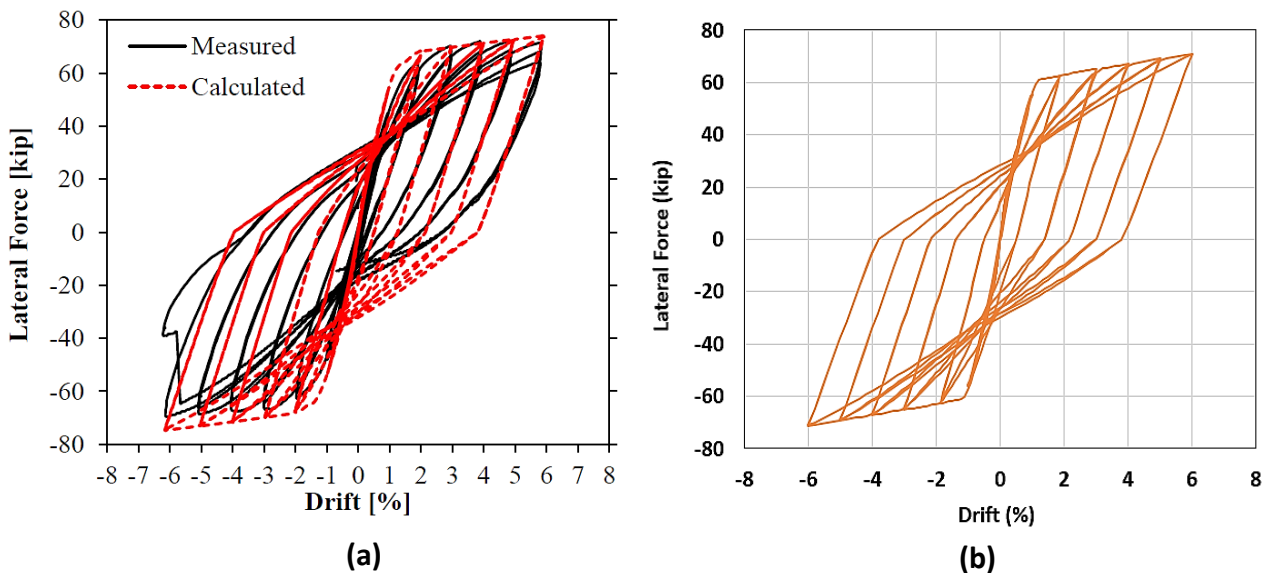 80
60
40
20
0
-20
-40
-60
-80
Lateral Force [kip]
Measured
Calculated
-8 -7 -6 -5 -4 -3 -2 -1 0 1 2 3 4 5 6 7 8
Drift [%]
(a)
80
60
40
20
0
-20
-40
-60
-80
Lateral Force (kip)
-8 -6 -4 -2 0 2 4 6 8
Drift (%)
(b)